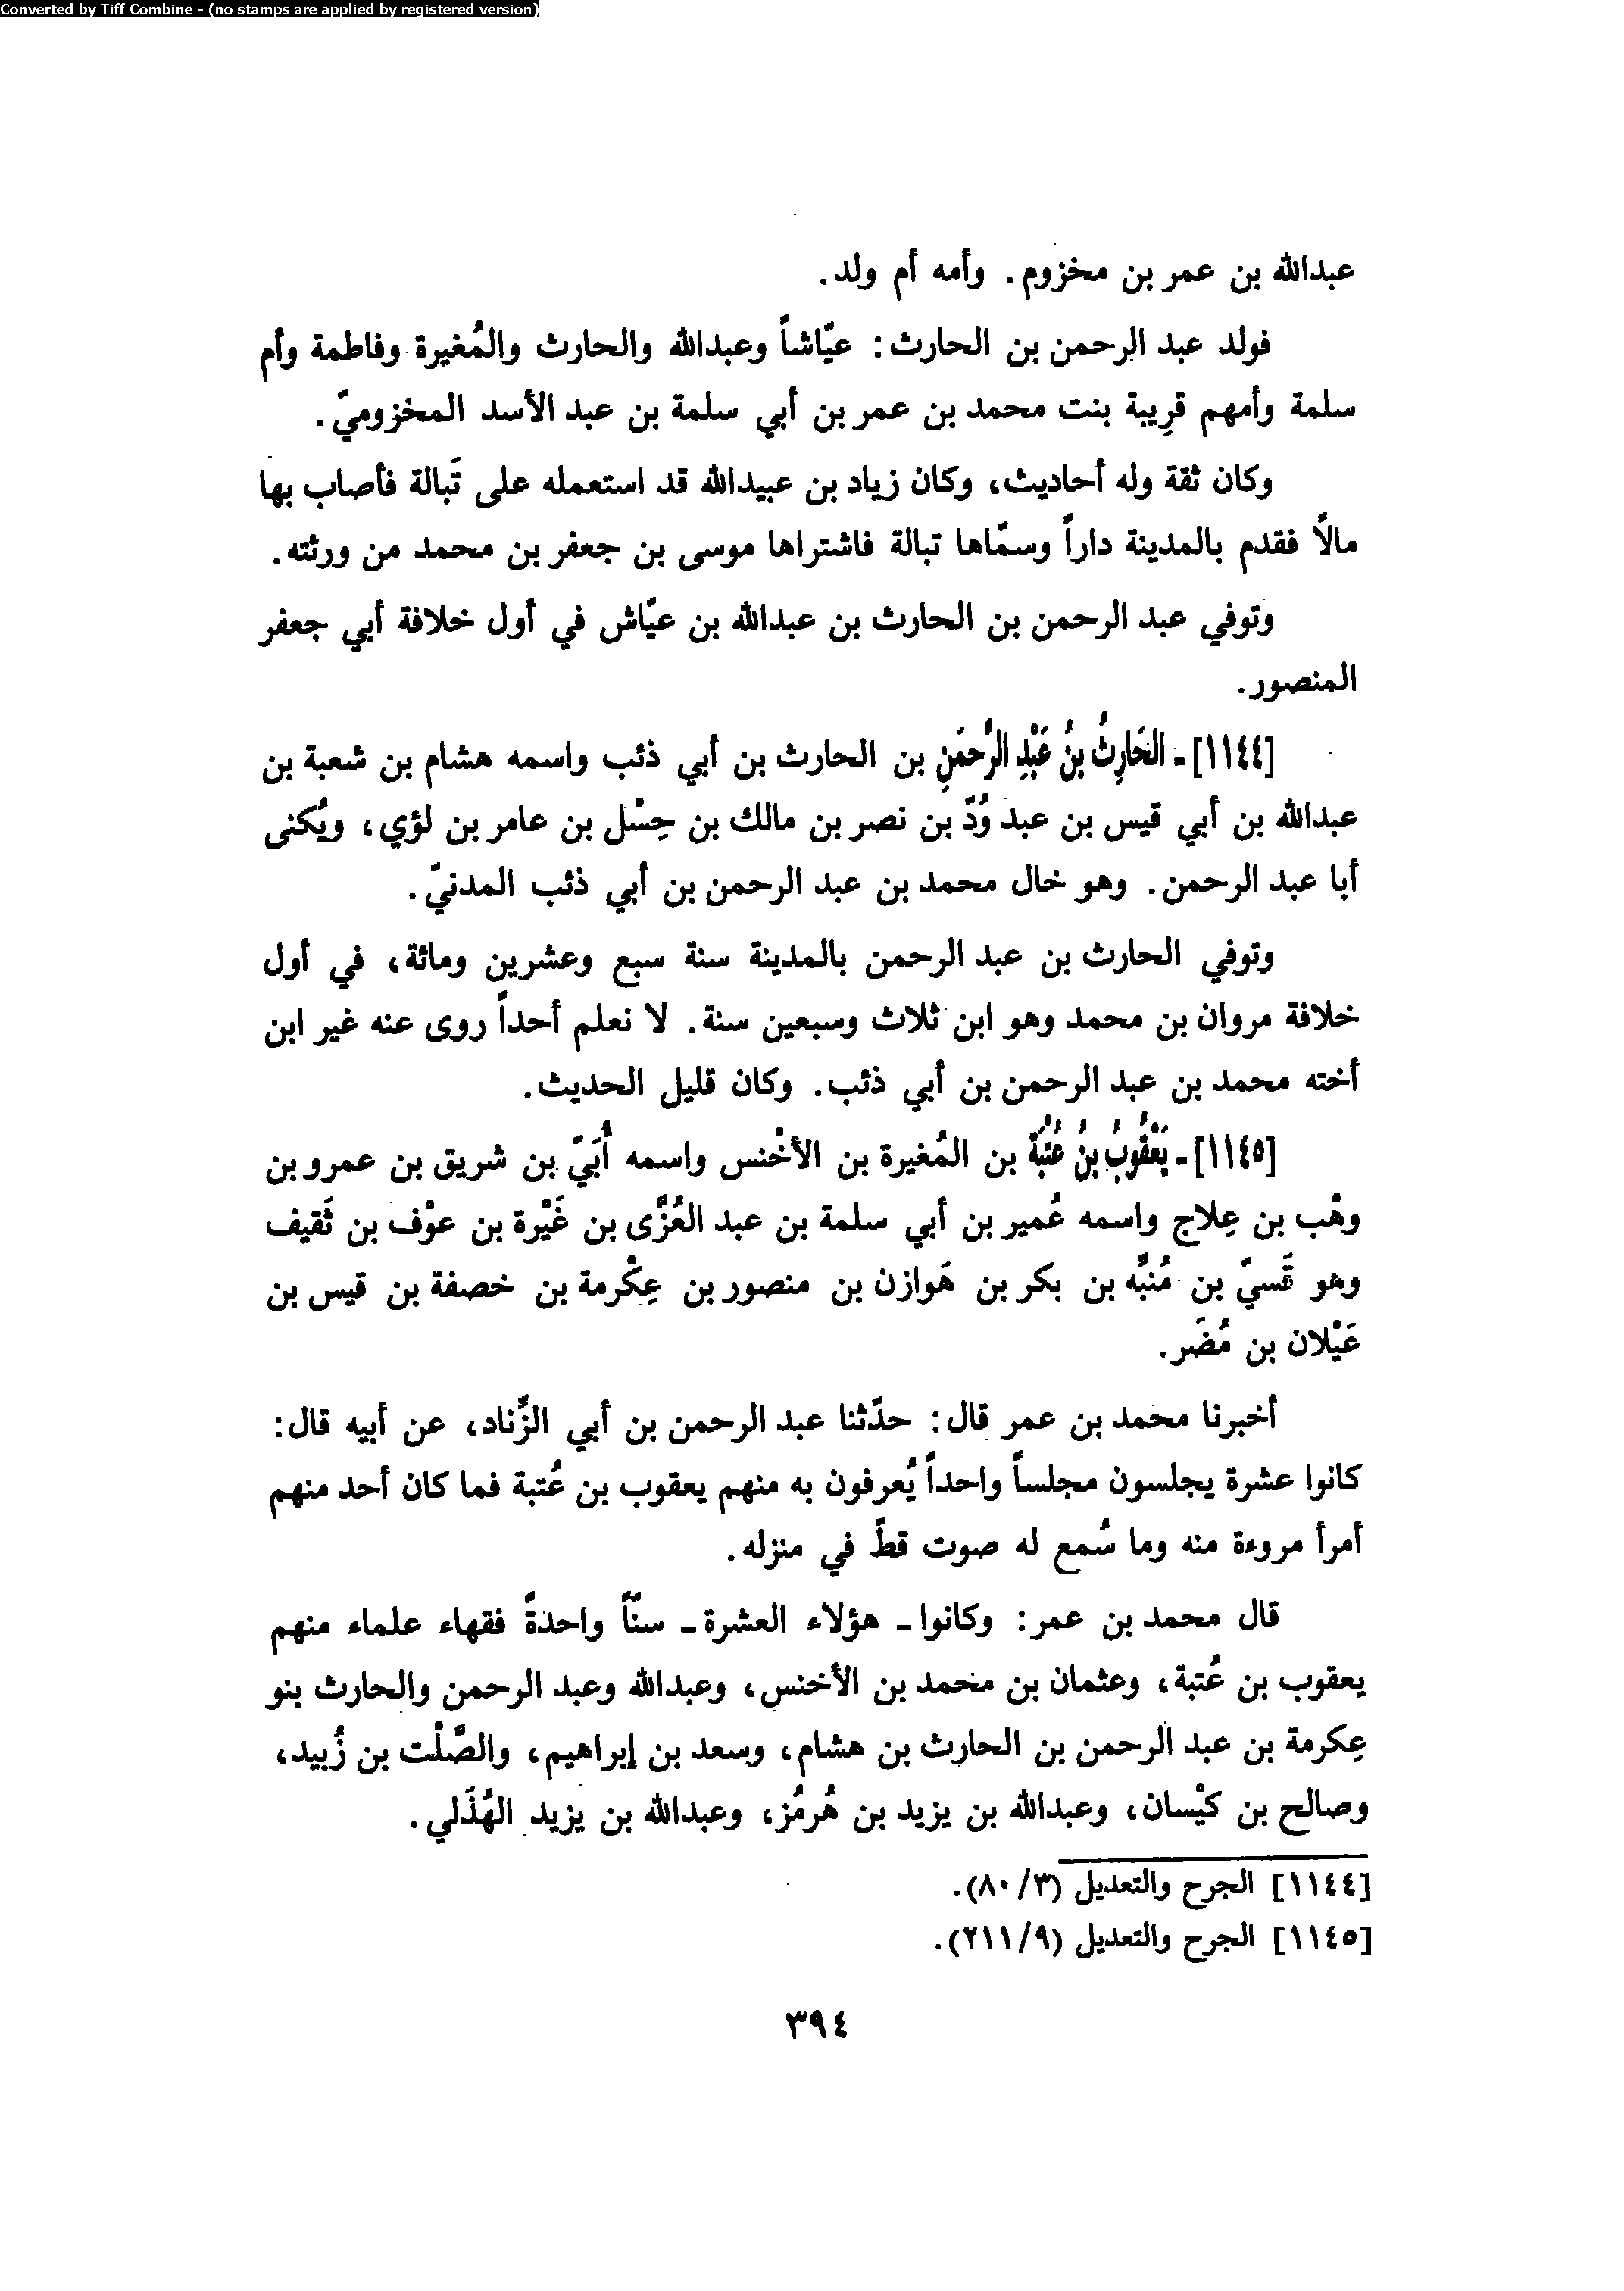 Converted by Tiff Combine - (no stamps are applied by registered version)
عبدالله بن عمر بن مخزوم. وأمه أم ولد.
فولد عبد الرحمن بن الحارث: عيّاشاً وعبدالله والحارث والمُغيرة وفاطمة وأم
سلمة وأمهم قرِيبة بنت محمد بن عمر بن أبي سلمة بن عبد الأسد المخزوميّ.
وكان ثقة وله أحاديث، وكان زياد بن عبيدالله قد استعمله على تَبالة فأصاب بها
مالاً فقدم بالمدينة داراً وسمّاها تبالة فاشتراها موسى بن جعفر بن محمد من ورثته.
وتوفي عبد الرحمن بن الحارث بن عبدالله بن عيّاش في أول خلافة أبي جعفر
المنصور.
[١١٤٤] - الحَارِثُ بنُ عَبْدِ الرَّحمَنِ بن الحارث بن أبي ذئب واسمه هشام بن شعبة بن
عبدالله بن أبي قيس بن عبد وُدّ بن نصر بن مالك بن حِسْل بن عامر بن لؤي، ويُكنى
أبا عبد الرحمن. وهو خال محمد بن عبد الرحمن بن أبي ذئب المدنيّ.
وتوفي الحارث بن عبد الرحمن بالمدينة سنة سبع وعشرين ومائة، في أول
خلافة مروان بن محمد وهو ابن ثلاث وسبعين سنة. لا نعلم أحداً روى عنه غير ابن
أخته محمد بن عبد الرحمن بن أبي ذئب. وكان قليل الحديث.
[١١٤٥] - يَعْقُوبُ بنُ عُتْبَةَ بن المُغيرة بن الأخْنس واسمه أُبَيّ بن شريق بن عمرو بن
وهْب بن عِلاج واسمه عُمير بن أبي سلمة بن عبد العُزَّى بن غَيْرة بن عوْف بن ثَقيف
وهو قَسيّ بن مُنبِّه بن بكر بن هَوازن بن منصور بن عِكْرمة بن خصفة بن قيس بن
عَيْلان بن مُضَر.
أخبرنا محمد بن عمر قال: حدّثنا عبد الرحمن بن أبي الزِّناد، عن أبيه قال:
كانوا عشرة يجلسون مجلساً واحداً يُعرفون به منهم يعقوب بن عُتبة فما كان أحد منهم
أمرأ مروءة منه وما سُمع له صوت قطّ في منزله.
قال محمد بن عمر: وكانوا - هؤلاء العشرة - سنّاً واحدةً فقهاء علماء منهم
يعقوب بن عُتبة، وعثمان بن محمد بن الأخنس، وعبدالله وعبد الرحمن والحارث بنو
عِكرمة بن عبد الرحمن بن الحارث بن هشام، وسعد بن إبراهيم، والصَّلْت بن زُبيد،
وصالح بن كيْسان، وعبدالله بن يزيد بن هُرمُز، وعبدالله بن يزيد الهُذَلي.
[١١٤٤] الجرح والتعديل (٨٠/٣).
[١١٤٥] الجرح والتعديل (٢١١/٩).
٣٩٤